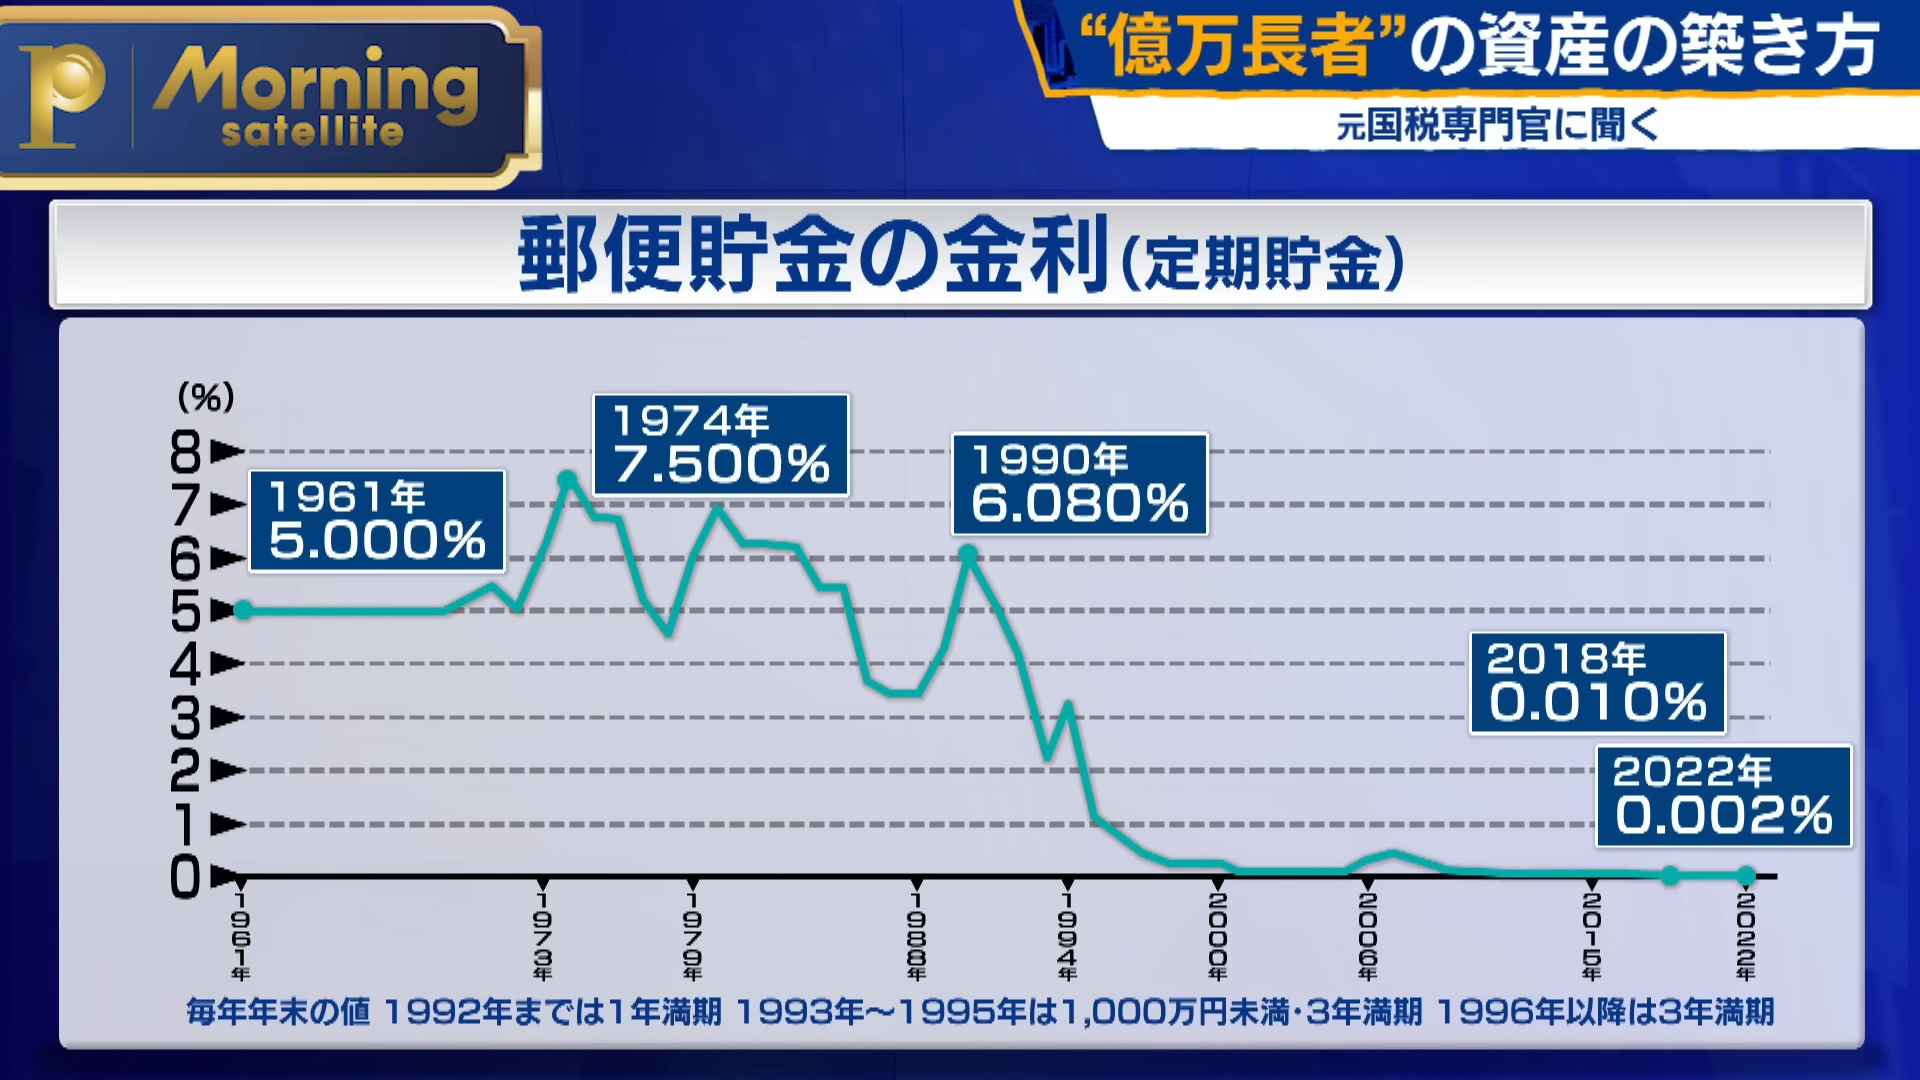 P
Morning
satellite
“億万長者”の資産の築き方
元国税専門官に聞く
郵便貯金の金利(定期貯金)
(%)
8
7
6
5
4
3
2
1
0
1961年
5.000%
1974年
7.500%
1990年
6.080%
2018年
0.010%
2022年
0.002%
1961年
1973年
1979年
1988年
1994年
2000年
2006年
2015年
2022年
毎年年末の値 1992年までは1年満期 1993年〜1995年は1,000万円未満・3年満期 1996年以降は3年満期